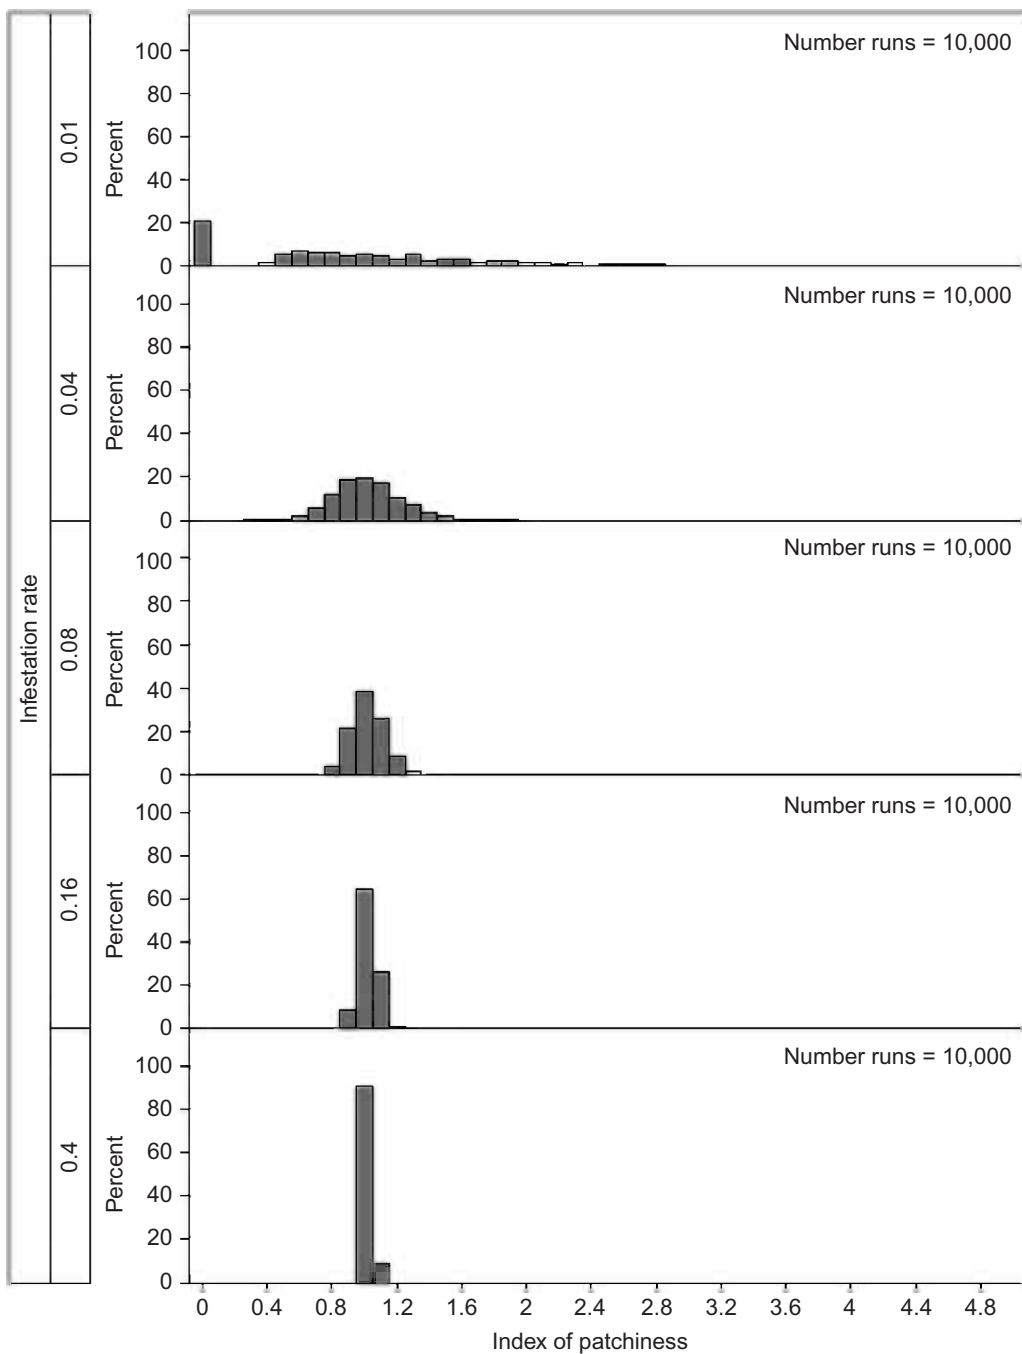 Infestation rate
0.01
Percent
100
80
60
40
20
0
Number runs = 10,000
0.04
Percent
100
80
60
40
20
0
Number runs = 10,000
0.08
Percent
100
80
60
40
20
0
Number runs = 10,000
0.16
Percent
100
80
60
40
20
0
Number runs = 10,000
0.4
Percent
100
80
60
40
20
0
Number runs = 10,000
0 0.4 0.8 1.2 1.6 2 2.4 2.8 3.2 3.6 4 4.4 4.8
Index of patchiness